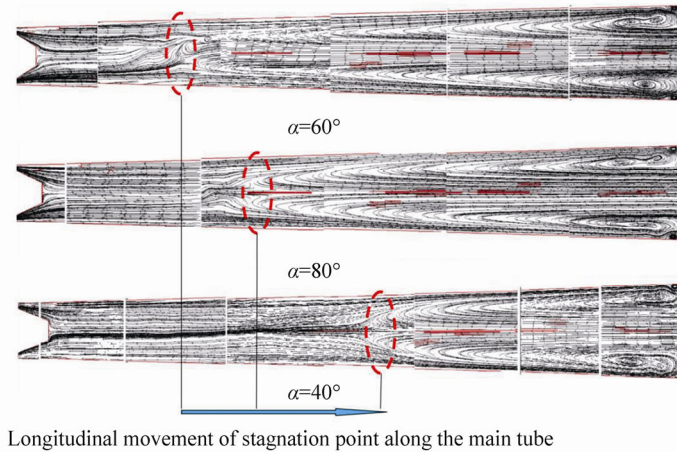 α=60°
α=80°
α=40°
Longitudinal movement of stagnation point along the main tube